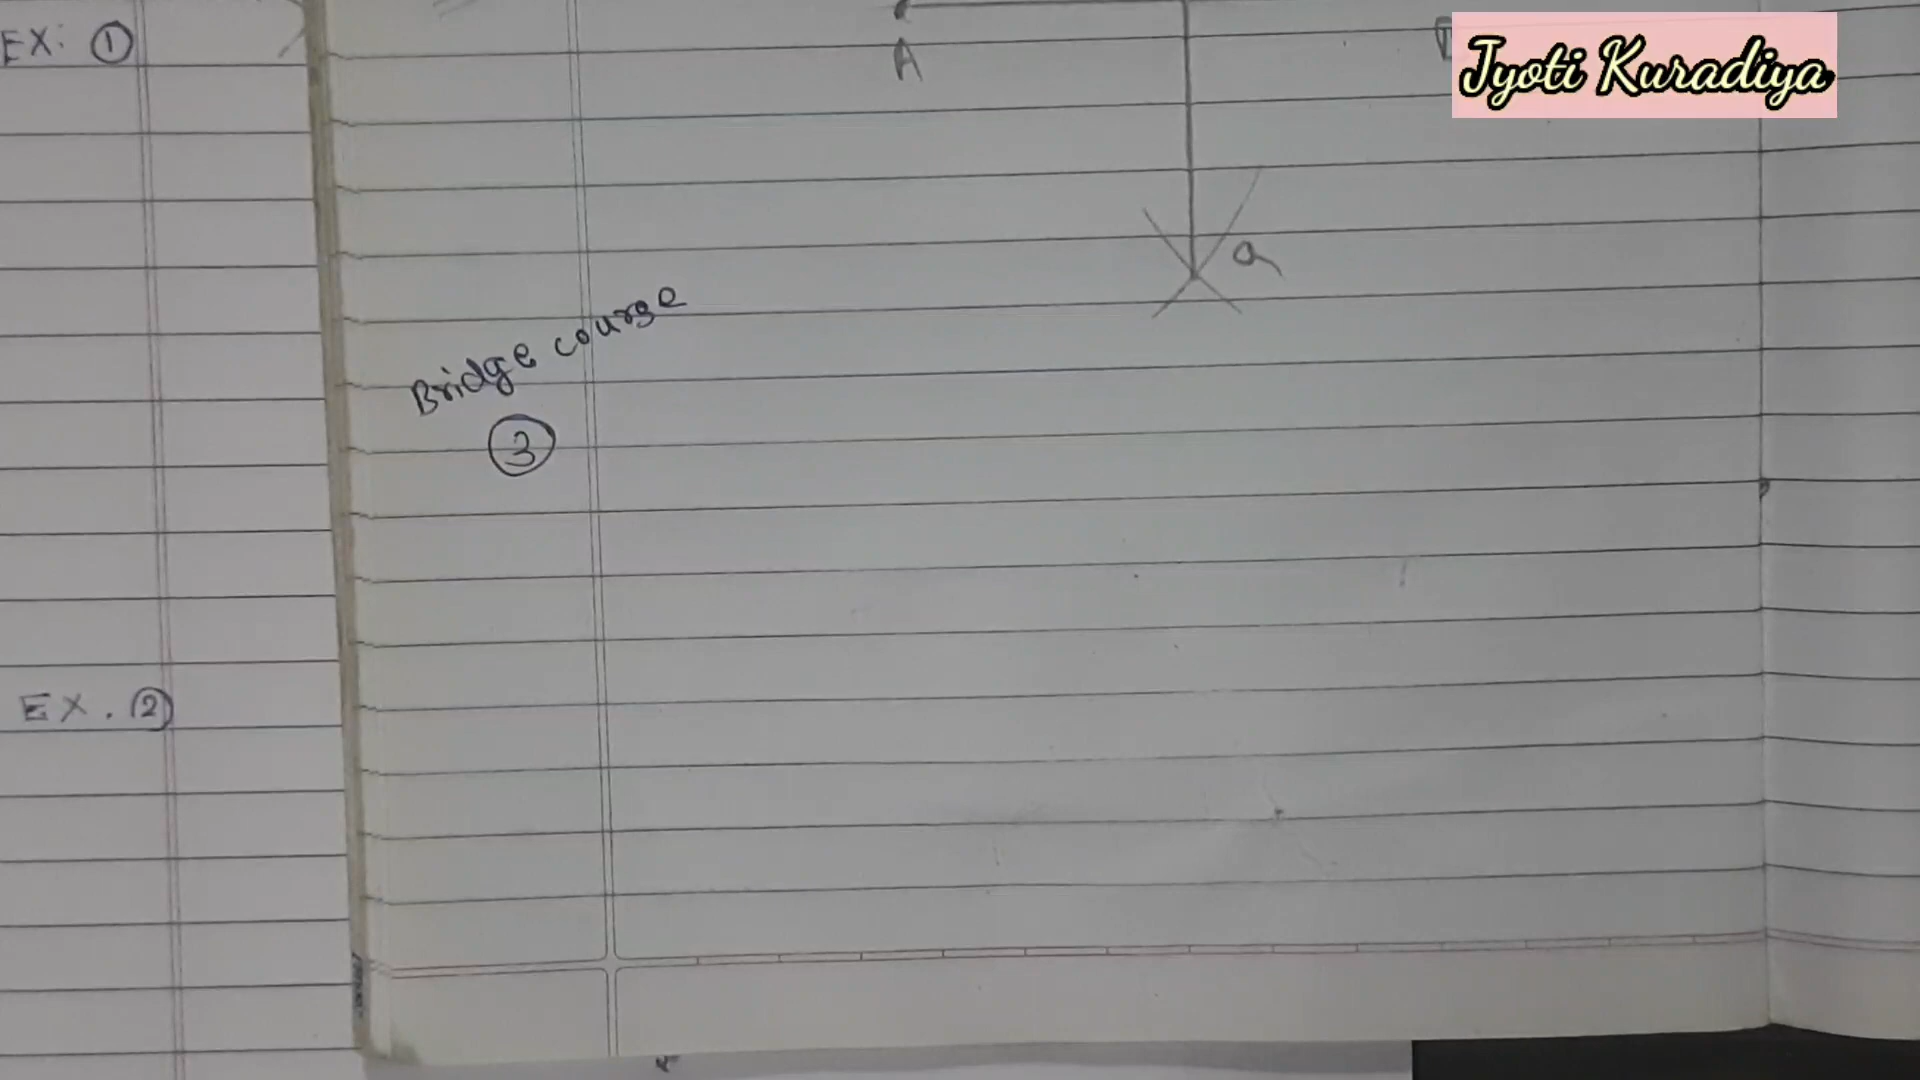 EX: ①
A
Jyoti Kuradiya
Q
Bridge course
③
EX. ②